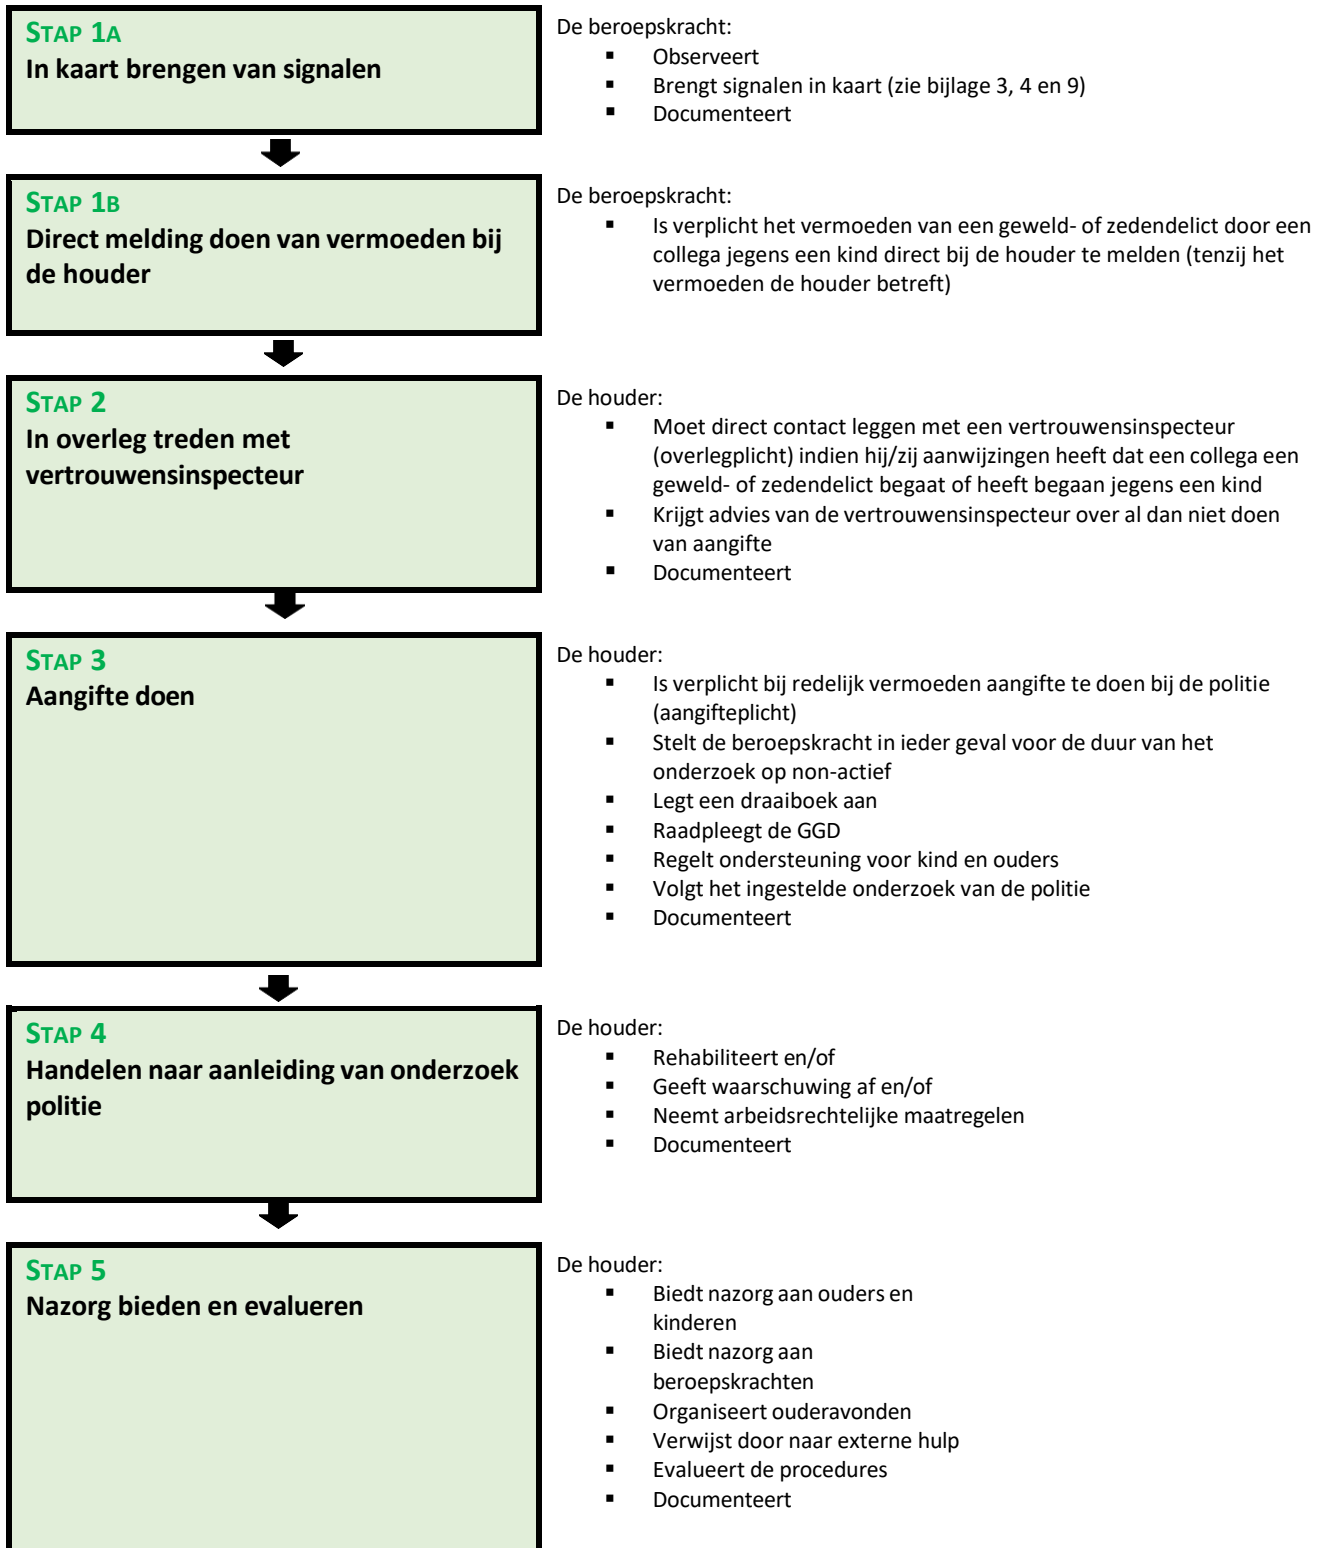 STAP 1A
In kaart brengen van signalen
De beroepskracht:
▪ Observeert
▪ Brengt signalen in kaart (zie bijlage 3, 4 en 9)
▪ Documenteert
STAP 1B
Direct melding doen van vermoeden bij
de houder
De beroepskracht:
▪ Is verplicht het vermoeden van een geweld- of zedendelict door een
collega jegens een kind direct bij de houder te melden (tenzij het
vermoeden de houder betreft)
STAP 2
In overleg treden met
vertrouwensinspecteur
De houder:
▪ Moet direct contact leggen met een vertrouwensinspecteur
(overlegplicht) indien hij/zij aanwijzingen heeft dat een collega een
geweld- of zedendelict begaat of heeft begaan jegens een kind
▪ Krijgt advies van de vertrouwensinspecteur over al dan niet doen
van aangifte
▪ Documenteert
STAP 3
Aangifte doen
De houder:
▪ Is verplicht bij redelijk vermoeden aangifte te doen bij de politie
(aangifteplicht)
▪ Stelt de beroepskracht in ieder geval voor de duur van het
onderzoek op non-actief
▪ Legt een draaiboek aan
▪ Raadpleegt de GGD
▪ Regelt ondersteuning voor kind en ouders
▪ Volgt het ingestelde onderzoek van de politie
▪ Documenteert
STAP 4
Handelen naar aanleiding van onderzoek
politie
De houder:
▪ Rehabiliteert en/of
▪ Geeft waarschuwing af en/of
▪ Neemt arbeidsrechtelijke maatregelen
▪ Documenteert
STAP 5
Nazorg bieden en evalueren
De houder:
▪ Biedt nazorg aan ouders en
kinderen
▪ Biedt nazorg aan
beroepskrachten
▪ Organiseert ouderavonden
▪ Verwijst door naar externe hulp
▪ Evalueert de procedures
▪ Documenteert